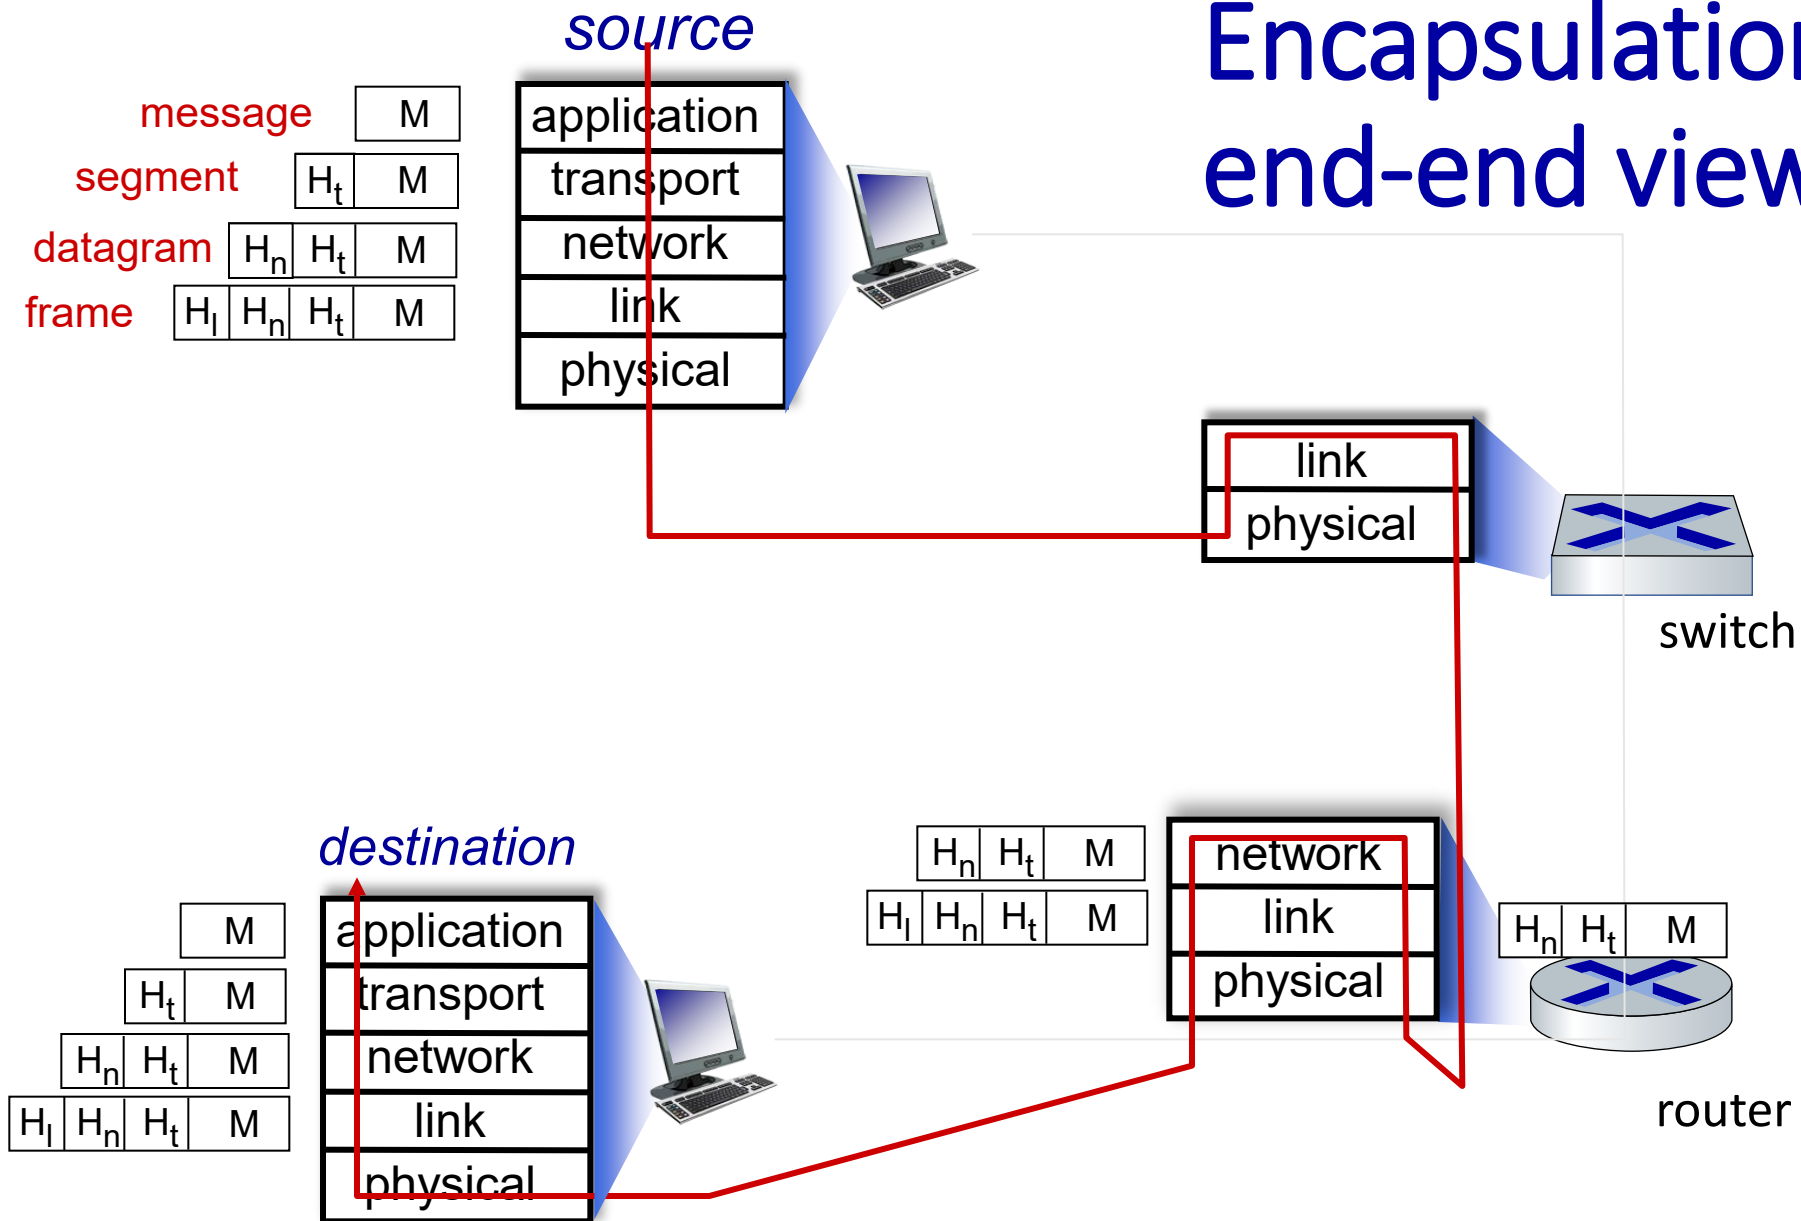 source
Encapsulation
end-end view
message M
segment Ht M
datagram Hn Ht M
frame Hl Hn Ht M
application
transport
network
link
physical
link
physical
switch
destination
M
Ht M
Hn Ht M
Hl Hn Ht M
application
transport
network
link
physical
Hn Ht M
Hl Hn Ht M
network
link
physical
Hn Ht M
router